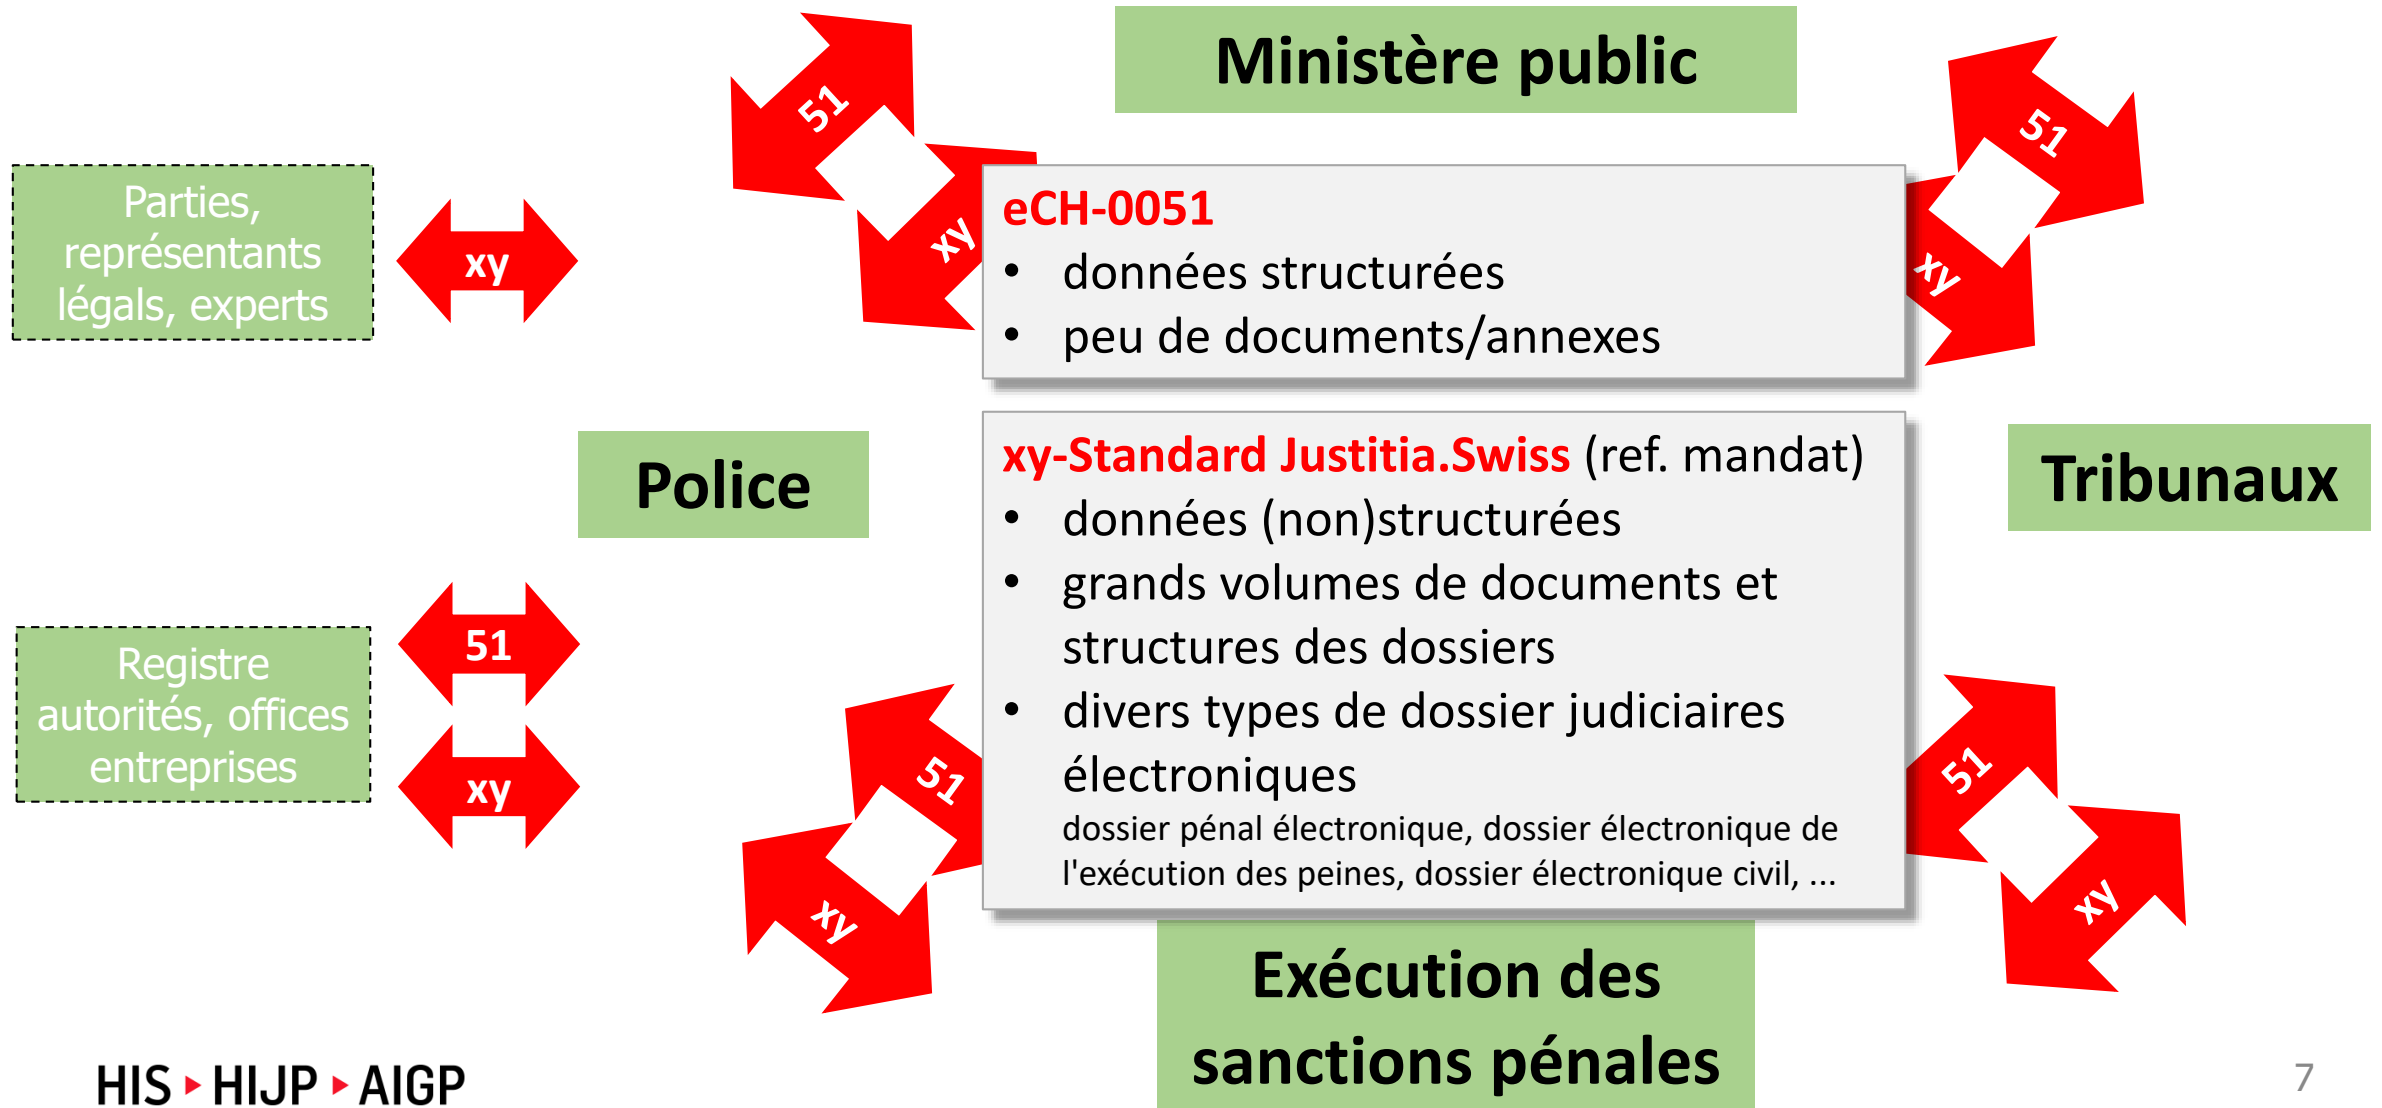 Ministère public
51
51
xy
xy
Parties,
représentants
légals, experts
xy
eCH-0051
• données structurées
• peu de documents/annexes
Police
xy-Standard Justitia.Swiss (ref. mandat)
• données (non)structurées
• grands volumes de documents et
structures des dossiers
• divers types de dossier judiciaires
électroniques
dossier pénal électronique, dossier électronique de
l'exécution des peines, dossier électronique civil, ...
Tribunaux
Registre
autorités, offices
entreprises
51
xy
51
xy
51
xy
Exécution des
sanctions pénales
HIS ▸ HIJP ▸ AIGP
7